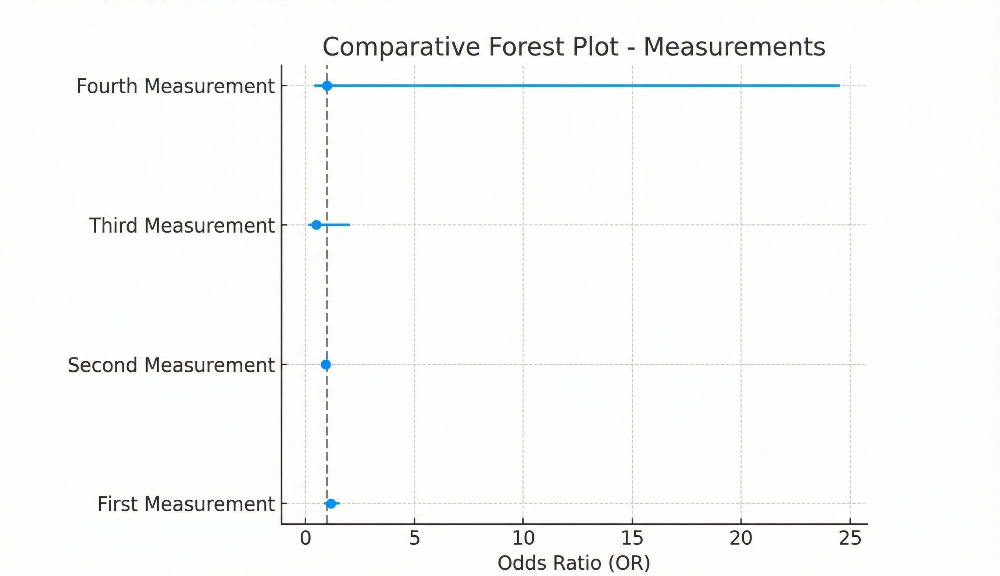 Comparative Forest Plot - Measurements
Fourth Measurement
Third Measurement
Second Measurement
First Measurement
0 5 10 15 20 25
Odds Ratio (OR)